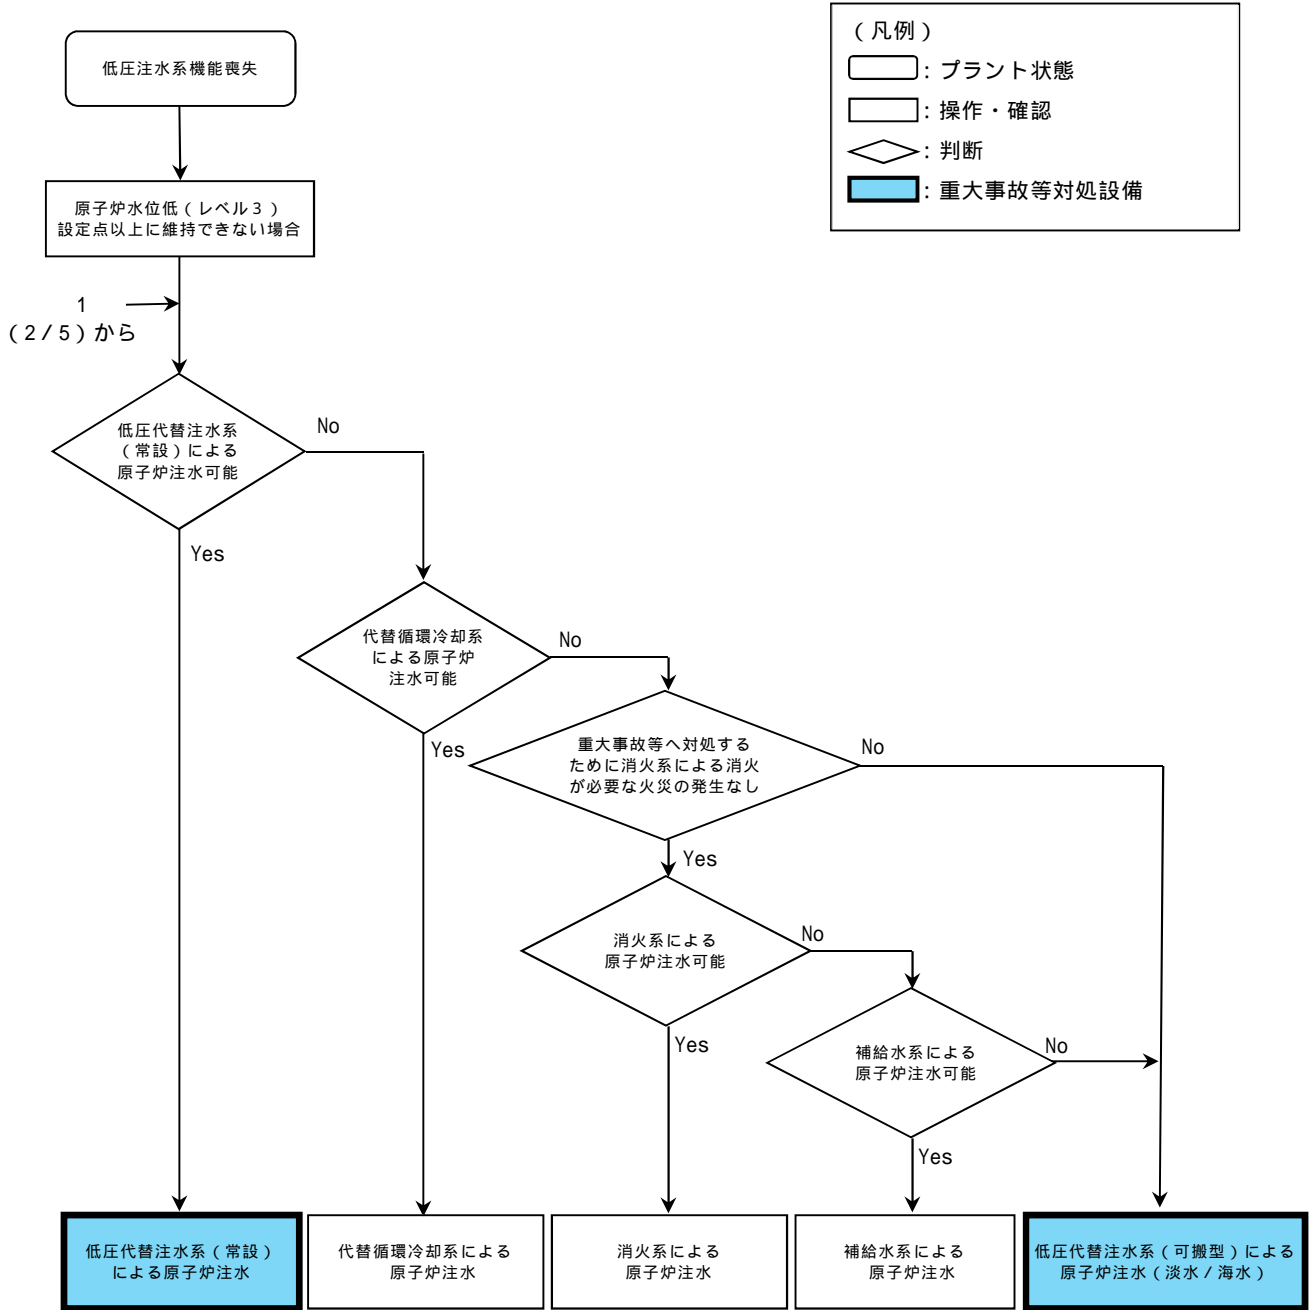 (凡例)
:プラント状態
:操作・確認
:判断
:重大事故等対処設備
低圧注水系機能喪失
原子炉水位低(レベル3)
設定点以上に維持できない場合
1
(2/5)から
低圧代替注水系
(常設)による
原子炉注水可能
No
Yes
代替循環冷却系
による原子炉
注水可能
No
Yes
重大事故等へ対処する
ために消火系による消火
が必要な火災の発生なし
No
Yes
消火系による
原子炉注水可能
No
Yes
補給水系による
原子炉注水可能
No
Yes
低圧代替注水系(常設)
による原子炉注水
代替循環冷却系による
原子炉注水
消火系による
原子炉注水
補給水系による
原子炉注水
低圧代替注水系(可搬型)による
原子炉注水(淡水/海水)